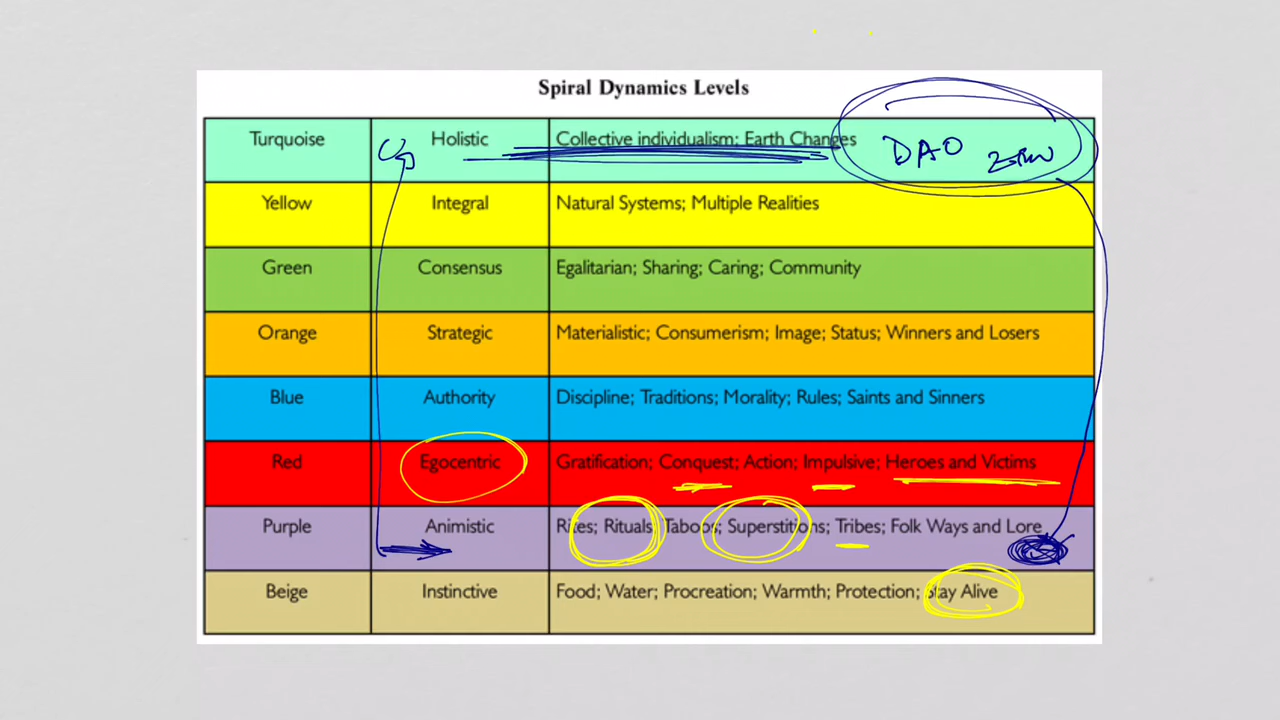 Spiral Dynamics Levels
Turquoise Holistic Collective individualism; Earth Changes DAO
Yellow Integral Natural Systems; Multiple Realities
Green Consensus Egalitarian; Sharing; Caring; Community
Orange Strategic Materialistic; Consumerism; Image; Status; Winners and Losers
Blue Authority Discipline; Traditions; Morality; Rules; Saints and Sinners
Red Egocentric Gratification; Conquest; Action; Impulsive; Heroes and Victims
Purple Animistic Rites; Rituals; Taboos; Superstitions; Tribes; Folk Ways and Lore
Beige Instinctive Food; Water; Procreation; Warmth; Protection; Stay Alive